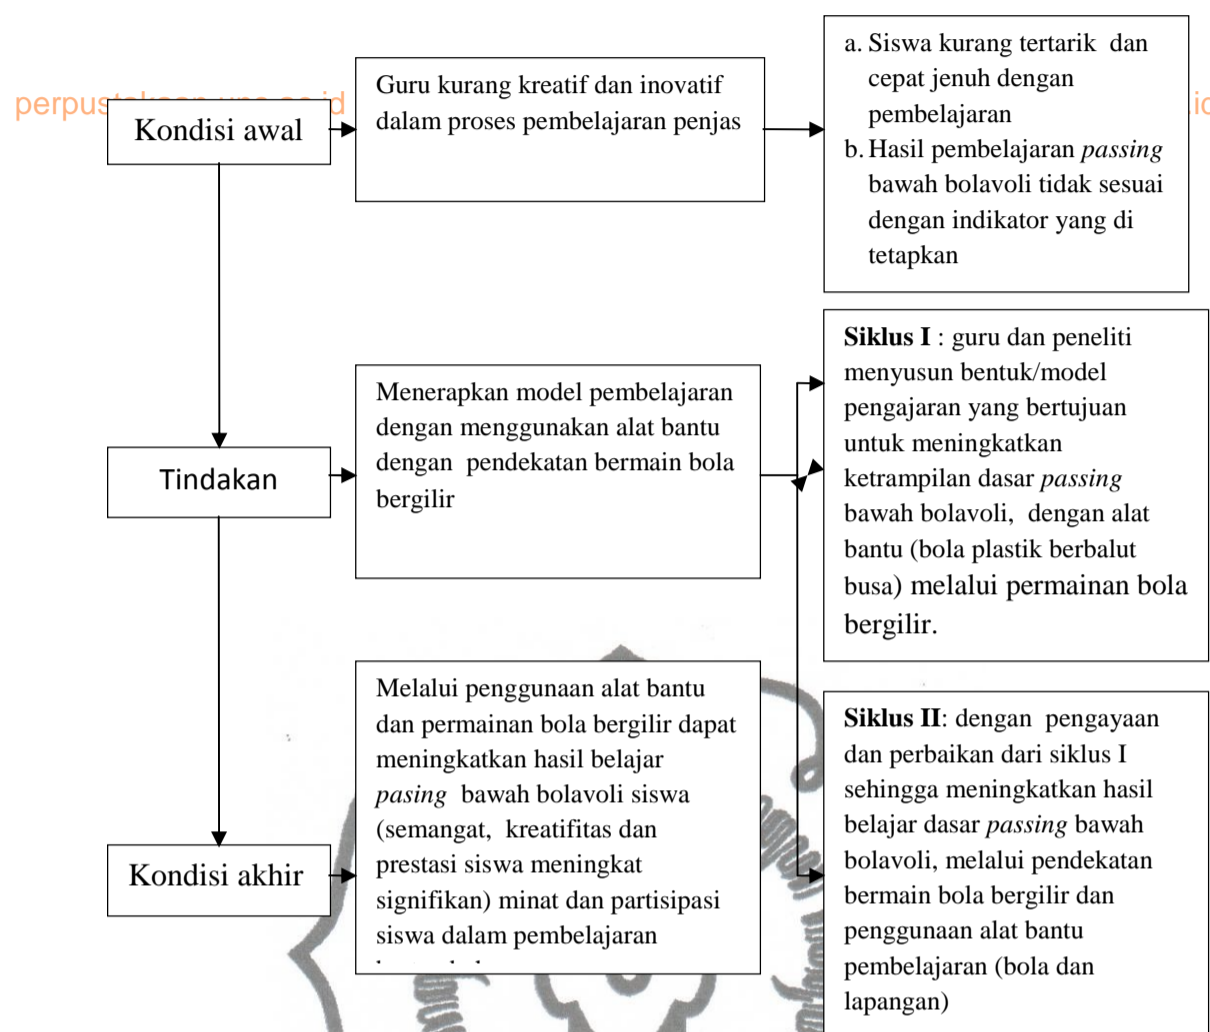 perpustakaan.uns.ac.id
Kondisi awal
Guru kurang kreatif dan inovatif
dalam proses pembelajaran penjas
a. Siswa kurang tertarik dan
cepat jenuh dengan
pembelajaran
b. Hasil pembelajaran passing
bawah bolavoli tidak sesuai
dengan indikator yang di
tetapkan
Tindakan
Menerapkan model pembelajaran
dengan menggunakan alat bantu
dengan pendekatan bermain bola
bergilir
Siklus I : guru dan peneliti
menyusun bentuk/model
pengajaran yang bertujuan
untuk meningkatkan
ketrampilan dasar passing
bawah bolavoli, dengan alat
bantu (bola plastik berbalut
busa) melalui permainan bola
bergilir.
Siklus II: dengan pengayaan
dan perbaikan dari siklus I
sehingga meningkatkan hasil
belajar dasar passing bawah
bolavoli, melalui pendekatan
bermain bola bergilir dan
penggunaan alat bantu
pembelajaran (bola dan
lapangan)
Kondisi akhir
Melalui penggunaan alat bantu
dan permainan bola bergilir dapat
meningkatkan hasil belajar
pasing bawah bolavoli siswa
(semangat, kreatifitas dan
prestasi siswa meningkat
signifikan) minat dan partisipasi
siswa dalam pembelajaran